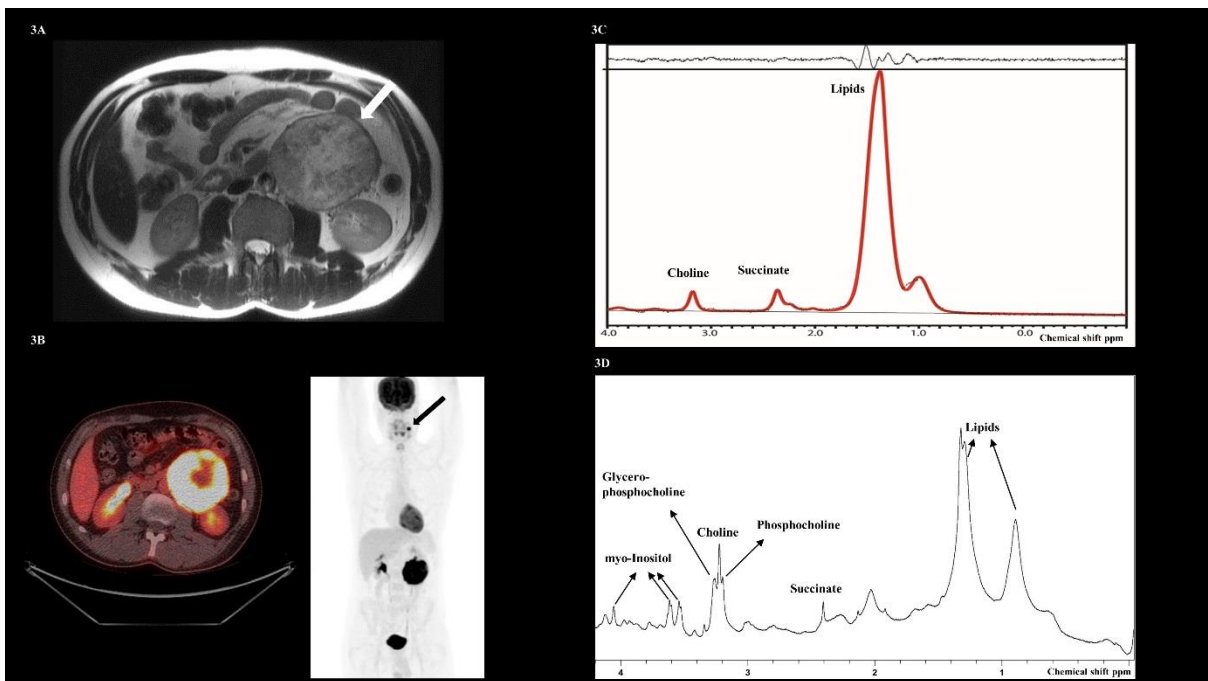 3A
3B
3C
Lipids
Choline
Succinate
4.0
3.0
2.0
1.0
0.0
Chemical shift ppm
3D
Lipids
Glycero-
phosphocholine
Choline
Phosphocholine
myo-Inositol
Succinate
4
3
2
1
Chemical shift ppm